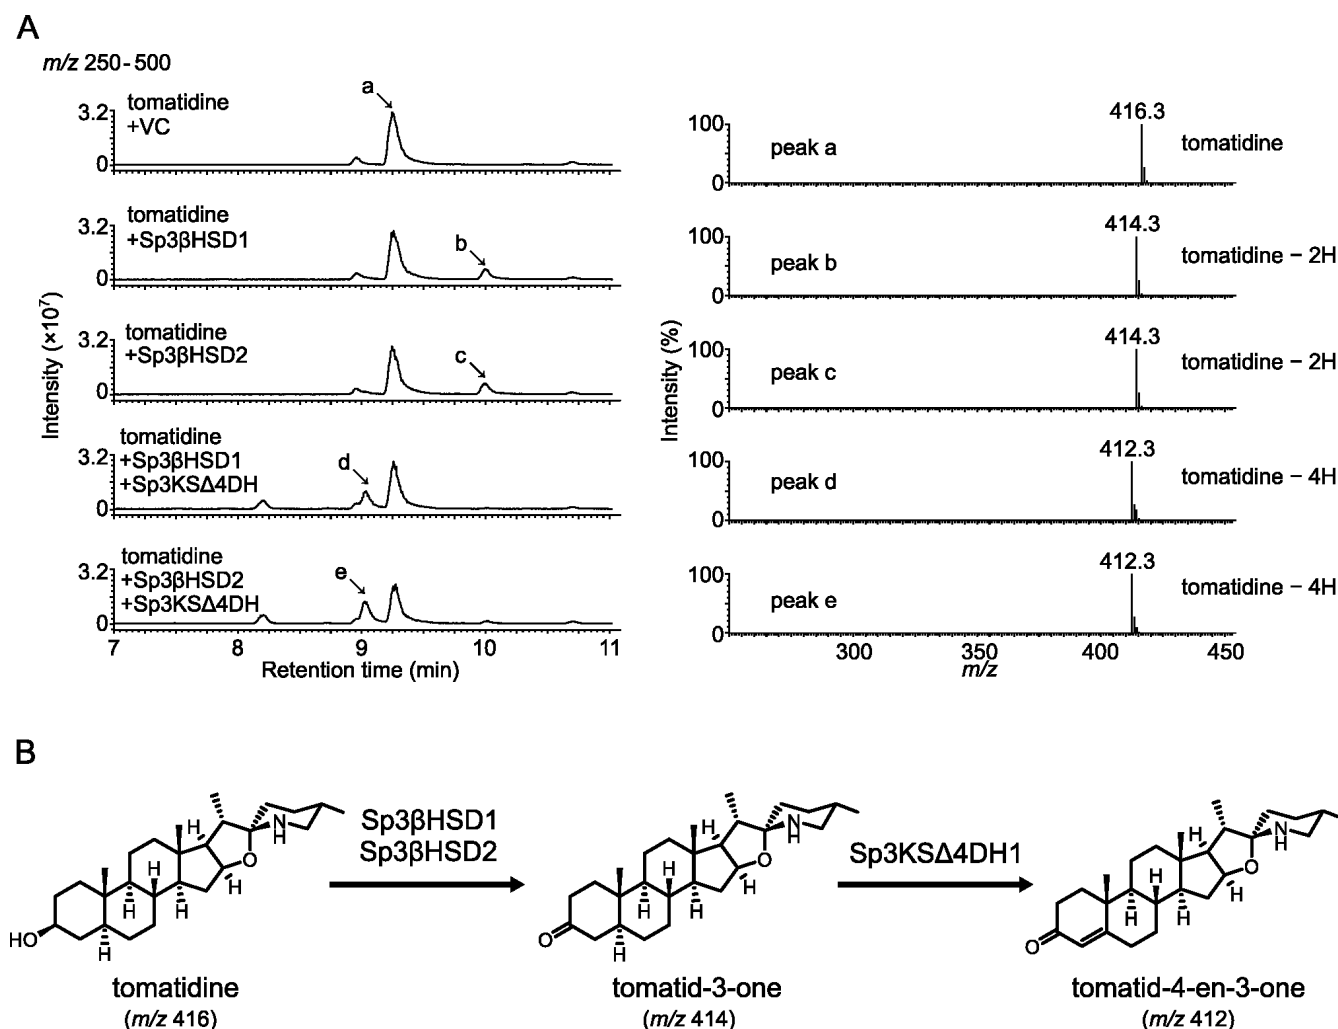 A
m/z 250-500
tomatidine
+VC
a
3.2
0
tomatidine
+Sp3βHSD1
b
3.2
0
tomatidine
+Sp3βHSD2
c
3.2
0
tomatidine
+Sp3βHSD1
+Sp3KSΔ4DH
d
3.2
0
tomatidine
+Sp3βHSD2
+Sp3KSΔ4DH
e
3.2
0
Intensity (×10⁷)
7 8 9 10 11
Retention time (min)
416.3
100
0
peak a
tomatidine
414.3
100
0
peak b
tomatidine − 2H
414.3
100
0
peak c
tomatidine − 2H
412.3
100
0
peak d
tomatidine − 4H
412.3
100
0
peak e
tomatidine − 4H
Intensity (%)
300 350 400 450
m/z
B
HO
H
H
H
H
H
O
N
H
tomatidine
(m/z 416)
Sp3βHSD1
Sp3βHSD2
O
H
H
H
H
H
H
O
N
H
tomatid-3-one
(m/z 414)
Sp3KSΔ4DH1
O
H
H
H
H
H
O
N
H
tomatid-4-en-3-one
(m/z 412)